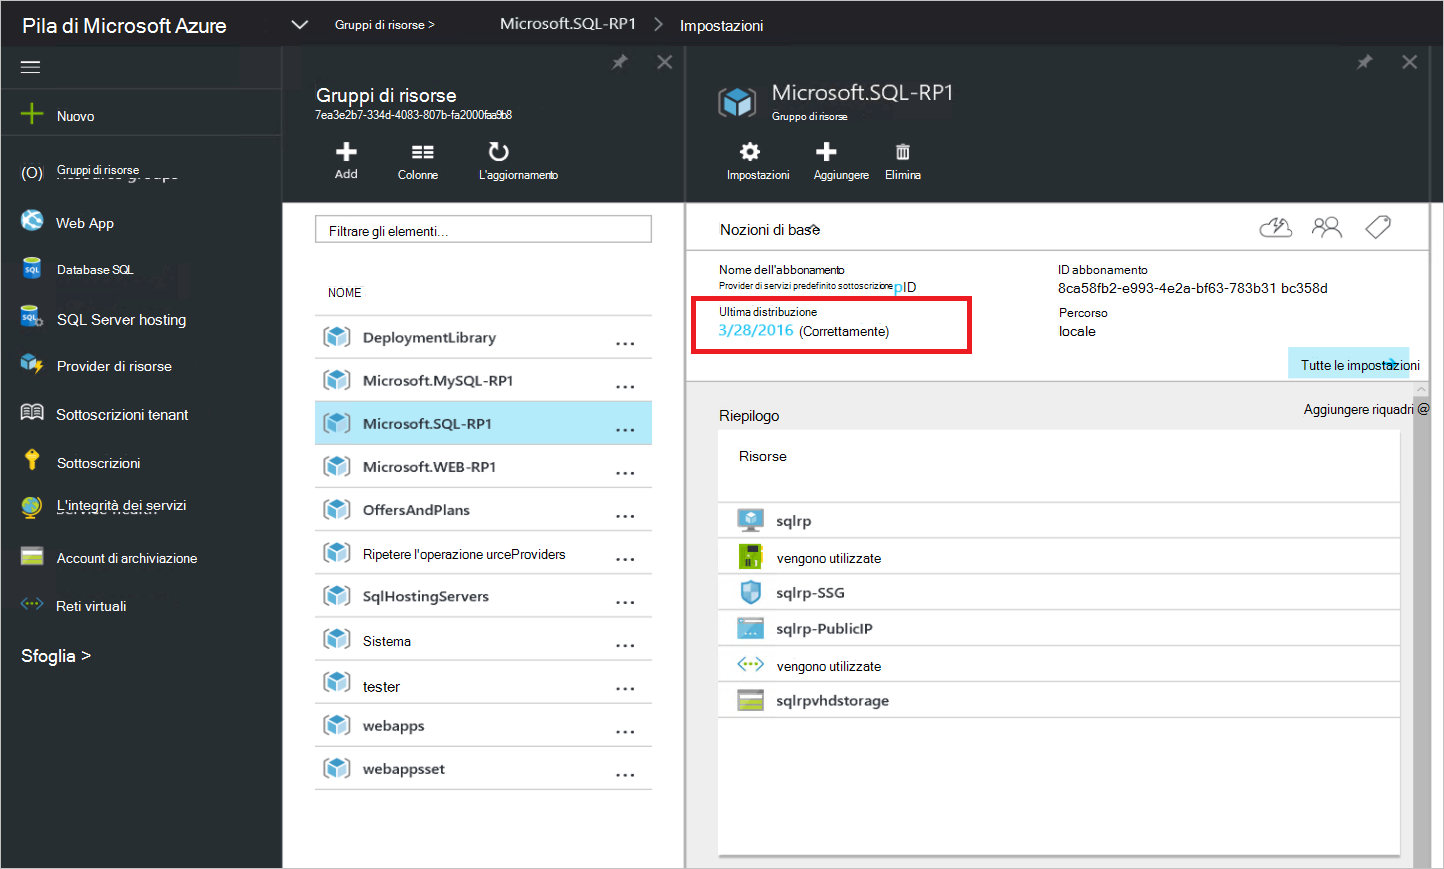 Pila di Microsoft Azure
Gruppi di risorse >
Microsoft.SQL-RP1
Impostazioni
Nuovo
Gruppi di risorse
Web App
Database SQL
SQL Server hosting
Provider di risorse
Sottoscrizioni tenant
Sottoscrizioni
L'integrità dei servizi
Account di archiviazione
Reti virtuali
Sfoglia >
Gruppi di risorse
7ea3e2b7-334d-4083-807b-fa2000faa9b8
Add
Colonne
L'aggiornamento
Filtrare gli elementi...
NOME
DeploymentLibrary
Microsoft.MySQL-RP1
Microsoft.SQL-RP1
Microsoft.WEB-RP1
OffersAndPlans
Ripetere l'operazione urceProviders
SqlHostingServers
Sistema
tester
webapps
webappsset
Microsoft.SQL-RP1
Gruppo di risorse
Impostazioni
Aggiungere
Elimina
Nozioni di base
Nome dell'abbonamento
Provider di servizi predefinito sottoscrizione pID
Ultima distribuzione
3/28/2016 (Correttamente)
ID abbonamento
8ca58fb2-e993-4e2a-bf63-783b31 bc358d
Percorso
locale
Tutte le impostazioni
Riepilogo
Aggiungere riquadri @
Risorse
sqlrp
vengono utilizzate
sqlrp-SSG
sqlrp-PublicIP
vengono utilizzate
sqlrpvhdstorage